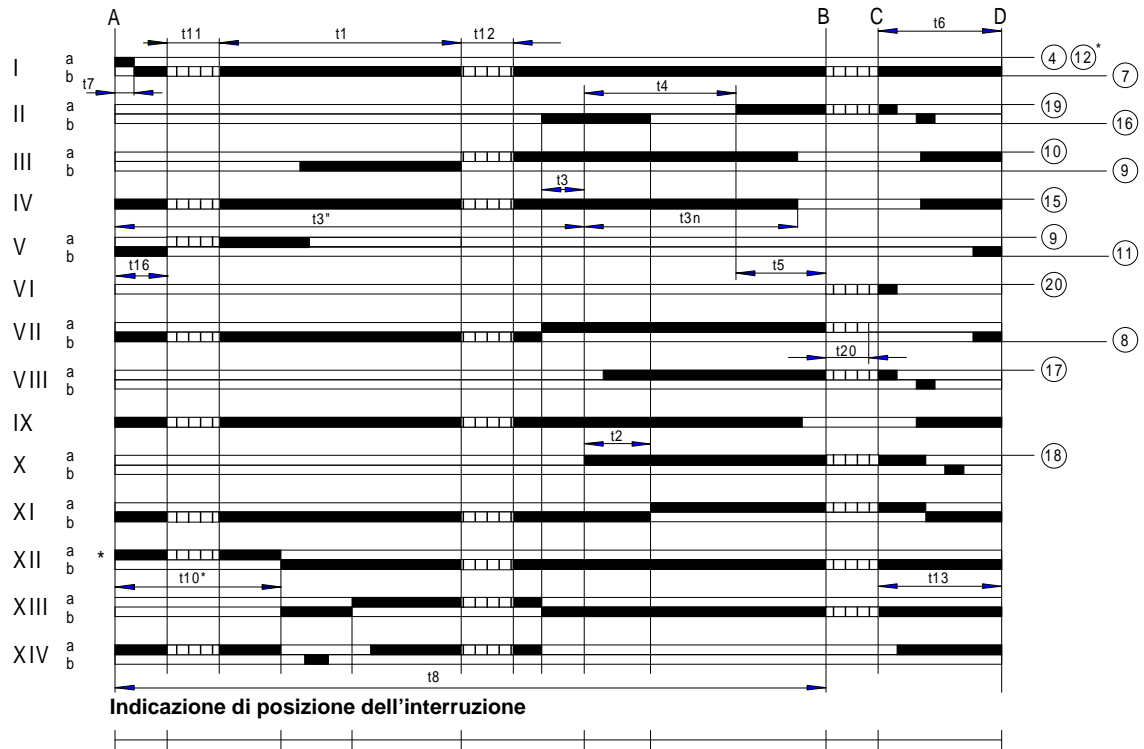 A B C D
t11 t1 t12 t6
I a b 4 12* 7
t7 t4
II a b 19 16
III a b 10 9
t3
IV 15
t3" t3n
V a b 9 11
t16 t5
VI 20
VII a b 8
t20
VIII a b 17
IX
t2
X a b 18
XI a b
* XII a b
t10* t13
XIII a b
XIV a b
t8
Indicazione di posizione dell'interruzione